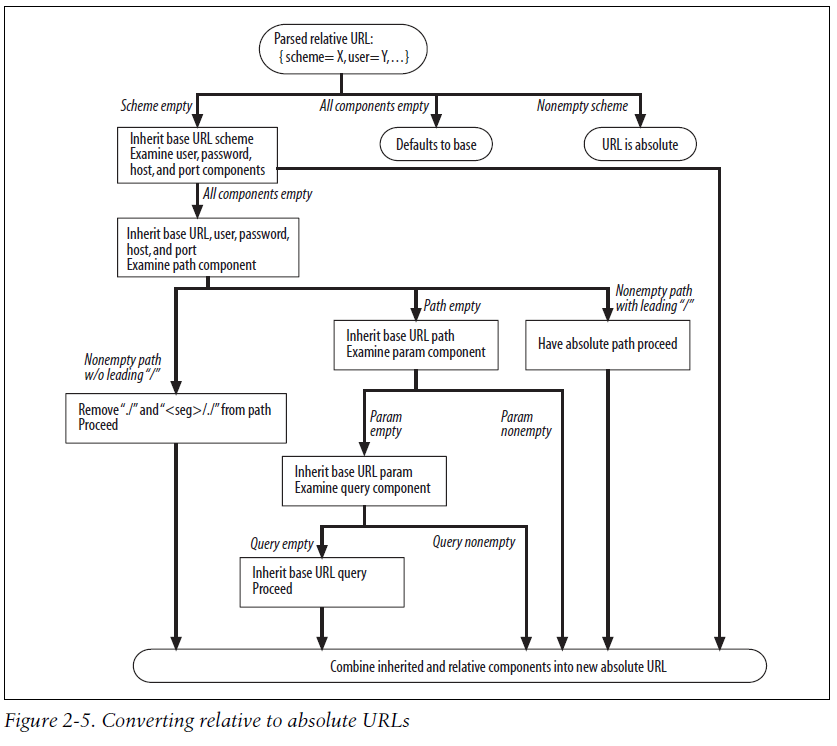 Parsed relative URL:
{ scheme= X, user= Y,...}
Scheme empty
All components empty
Nonempty scheme
Inherit base URL scheme
Examine user, password,
host, and port components
Defaults to base
URL is absolute
All components empty
Inherit base URL, user, password,
host, and port
Examine path component
Nonempty path
with leading “/”
Path empty
Inherit base URL path
Examine param component
Have absolute path proceed
Nonempty path
w/o leading “/”
Remove “./” and “<seg>/./” from path
Proceed
Param
empty
Param
nonempty
Inherit base URL param
Examine query component
Query empty
Query nonempty
Inherit base URL query
Proceed
Combine inherited and relative components into new absolute URL
Figure 2-5. Converting relative to absolute URLs